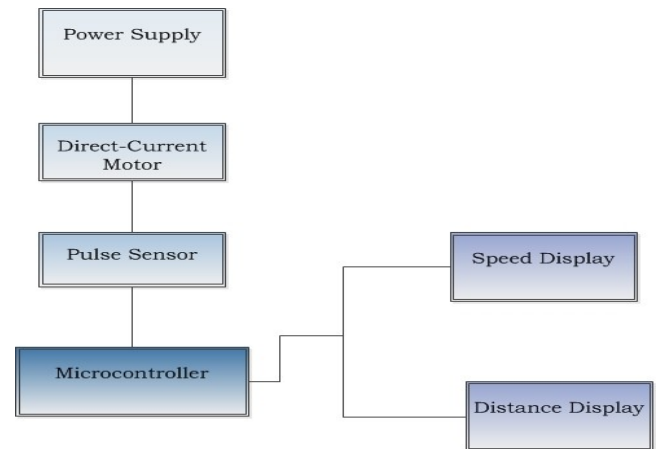 Power Supply
Direct-Current
Motor
Pulse Sensor
Speed Display
Microcontroller
Distance Display